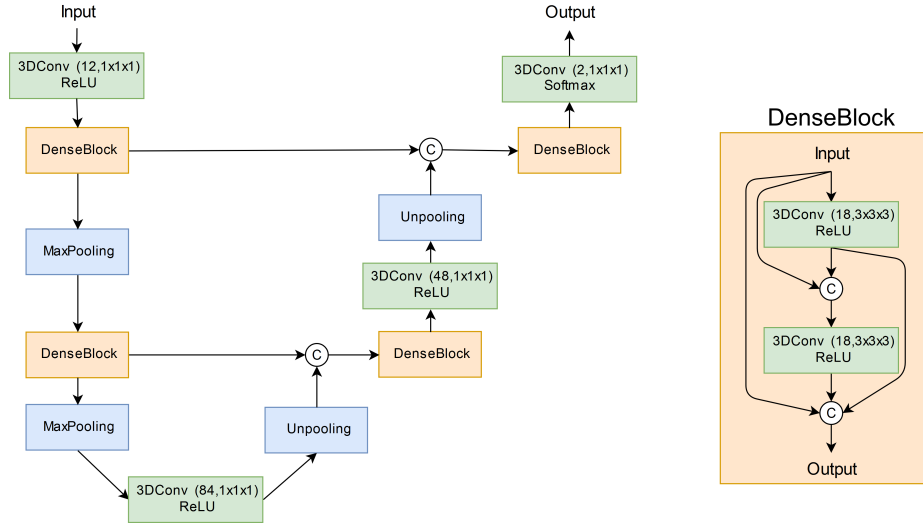 Input
3DConv (12,1x1x1)
ReLU
DenseBlock
MaxPooling
DenseBlock
MaxPooling
3DConv (84,1x1x1)
ReLU
Unpooling
C
DenseBlock
3DConv (48,1x1x1)
ReLU
Unpooling
C
DenseBlock
3DConv (2,1x1x1)
Softmax
Output
DenseBlock
Input
3DConv (18,3x3x3)
ReLU
C
3DConv (18,3x3x3)
ReLU
C
Output